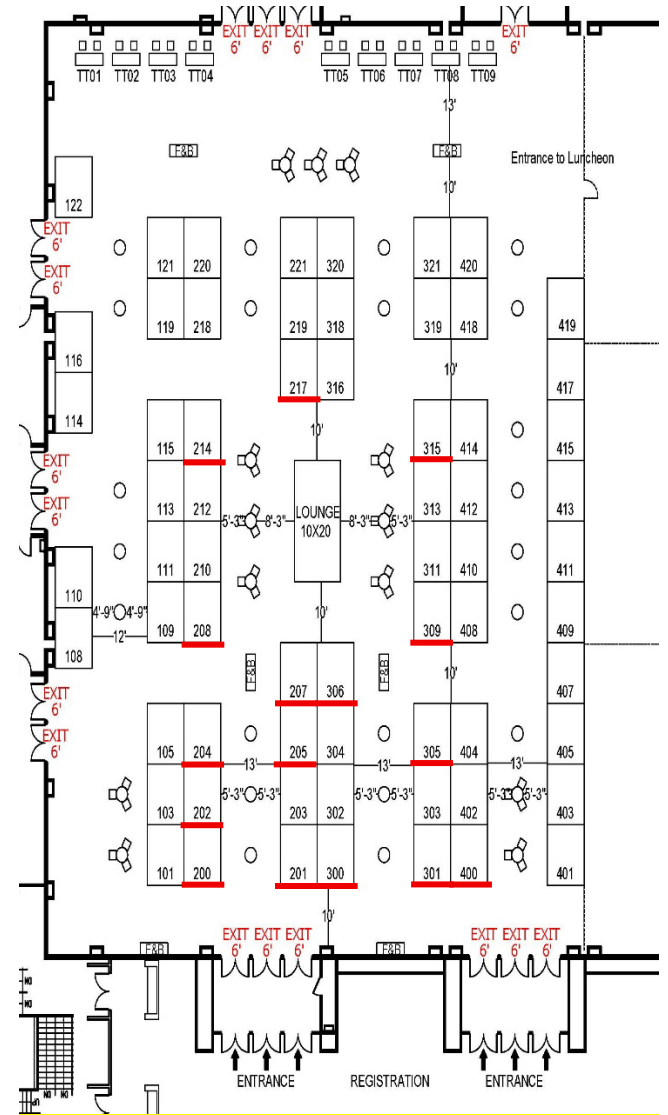 EXIT EXIT EXIT EXIT
6' 6' 6' 6'
TT01 TT02 TT03 TT04 TT05 TT06 TT07 TT08 TT09
13'
F&B F&B
Entrance to Luncheon
10'
122
EXIT
6'
121 220 221 320 321 420
EXIT
6'
119 218 219 318 319 418 419
116 10'
217 316 417
114 10'
115 214 315 414 415
EXIT
6'
LOUNGE
10X20
113 212 5'-3" 8'-3" 8'-3" 5'-3" 313 412 413
EXIT
6'
111 210 311 410 411
110
4'-9" 4'-9" 10'
109 208 309 408 409
12'
108
F&B F&B 10'
207 306 407
EXIT
6'
105 204 205 304 305 404 405
EXIT
6'
13' 13' 13'
5'-3" 5'-3" 5'-3" 5'-3" 5'-3" 5'-3"
103 202 203 302 303 402 403
101 200 201 300 301 400 401
10'
EXIT EXIT EXIT EXIT EXIT EXIT
6' 6' 6' 6' 6' 6'
F&B F&B
DN
DN DN UP
ENTRANCE REGISTRATION ENTRANCE